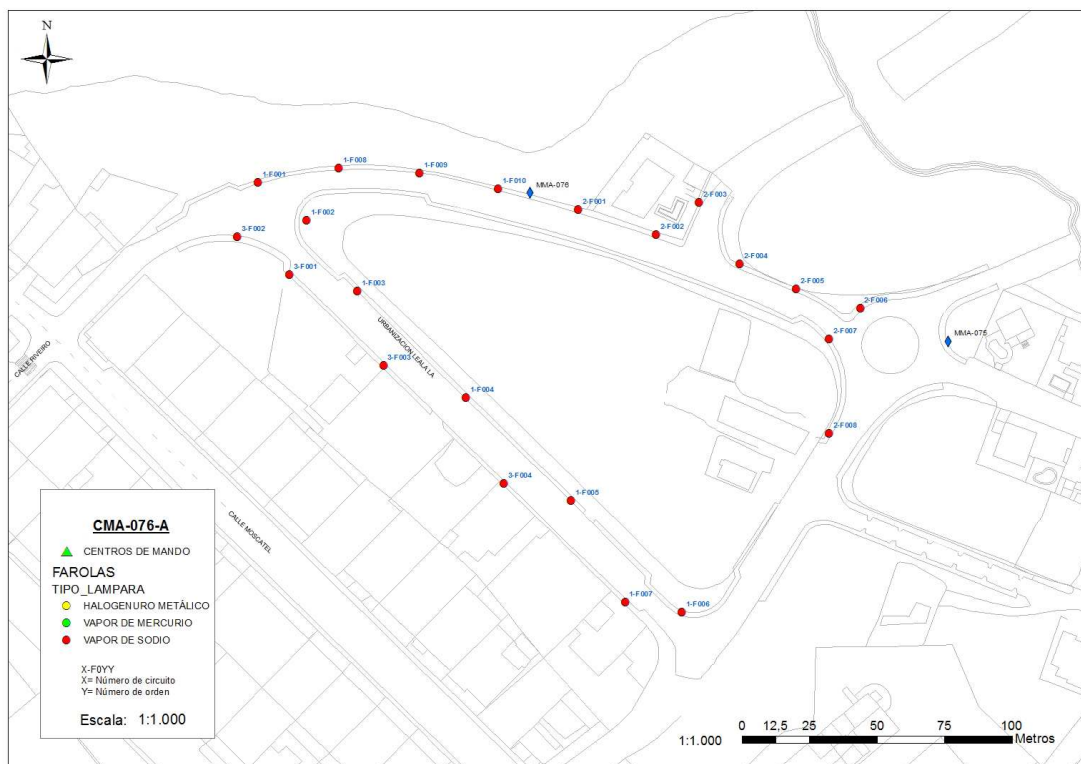 N
1-F008
1-F009
1-F001
1-F010
MMA-076
2-F003
2-F001
1-F002
2-F002
3-F002
2-F004
3-F001
1-F003
2-F005
2-F006
URBANIZACION LEALA LA
2-F007
MMA-075
CALLE RIVEIRO
3-F003
1-F004
2-F008
3-F004
1-F005
CALLE MOSCATEL
1-F007
1-F006
CMA-076-A
CENTROS DE MANDO
FAROLAS
TIPO_LAMPARA
HALOGENURO METÁLICO
VAPOR DE MERCURIO
VAPOR DE SODIO
X-F0YY
X= Número de circuito
Y= Número de orden
Escala: 1:1.000
0 12,5 25 50 75 100
1:1.000
Metros